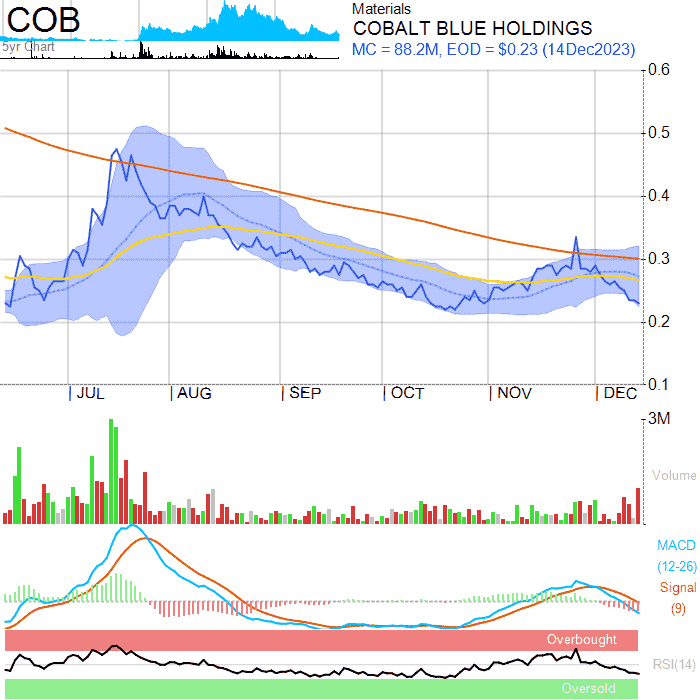 COB
5yr Chart
Materials
COBALT BLUE HOLDINGS
MC = 88.2M, EOD = $0.23 (14Dec2023)
0.6
0.5
0.4
0.3
0.2
0.1
JUL AUG SEP OCT NOV DEC
3M
Volume
MACD
(12-26)
Signal
(9)
Overbought
RSI(14)
Oversold